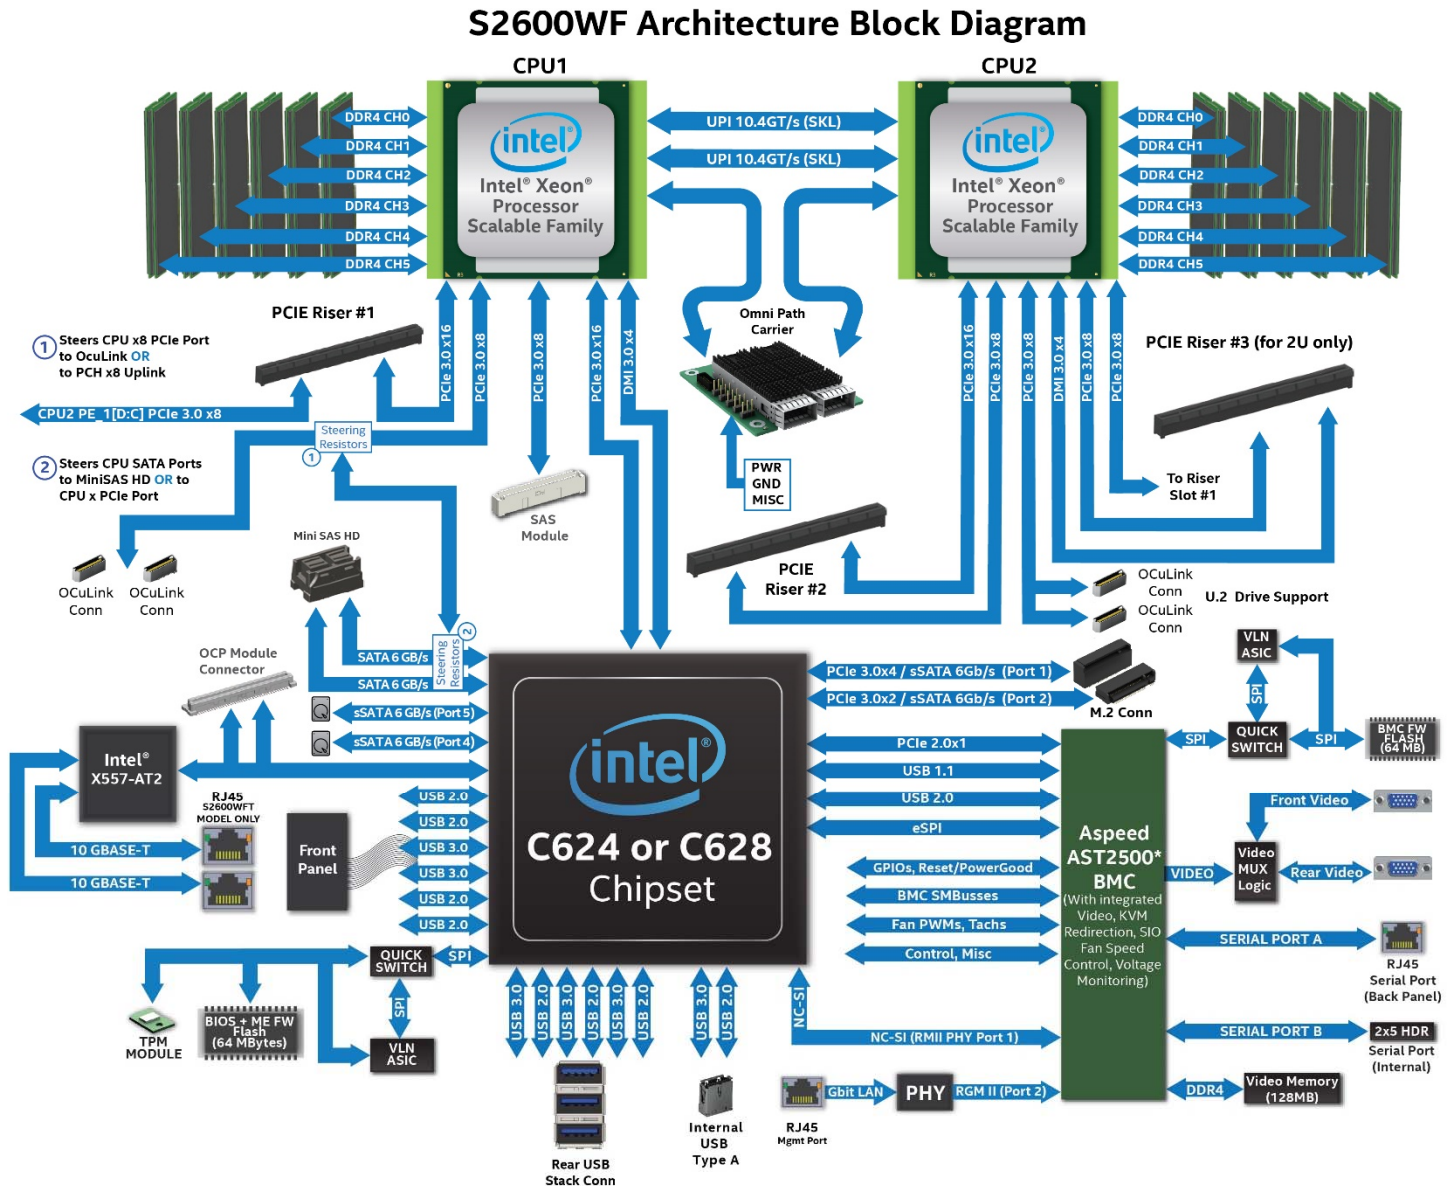 S2600WF Architecture Block Diagram
CPU1
CPU2
intel®
Intel® Xeon®
Processor
Scalable Family
intel®
Intel® Xeon®
Processor
Scalable Family
DDR4 CH0
DDR4 CH1
DDR4 CH2
DDR4 CH3
DDR4 CH4
DDR4 CH5
UPI 10.4GT/s (SKL)
UPI 10.4GT/s (SKL)
DDR4 CH0
DDR4 CH1
DDR4 CH2
DDR4 CH3
DDR4 CH4
DDR4 CH5
PCIE Riser #1
1
Steers CPU x8 PCIe Port
to OcuLink OR
to PCH x8 Uplink
CPU2 PE_1[D:C] PCIe 3.0 x8
2
Steers CPU SATA Ports
to MiniSAS HD OR to
CPU x PCIe Port
Steering
Resistors
1
PCIe 3.0 x16
PCIe 3.0 x8
PCIe 3.0 x8
PCIe 3.0 x16
DMI 3.0 x4
Omni Path
Carrier
PWR
GND
MISC
PCIe 3.0 x16
PCIe 3.0 x8
PCIe 3.0 x8
DMI 3.0 x4
PCIe 3.0 x8
PCIe 3.0 x8
PCIE Riser #3 (for 2U only)
To Riser
Slot #1
SAS
Module
PCIE
Riser #2
Mini SAS HD
OCuLink
Conn
OCuLink
Conn
OCuLink
Conn
OCuLink
Conn
U.2 Drive Support
OCP Module
Connector
SATA 6 GB/s
SATA 6 GB/s
Steering
Resistors
2
sSATA 6 GB/s (Port 5)
sSATA 6 GB/s (Port 4)
PCIe 3.0x4 / sSATA 6Gb/s (Port 1)
PCIe 3.0x2 / sSATA 6Gb/s (Port 2)
M.2 Conn
VLN
ASIC
SPI
SPI
QUICK
SWITCH
SPI
BMC FW
FLASH
(64 MB)
Intel®
X557-AT2
RJ45
S2600WFT
MODEL ONLY
10 GBASE-T
10 GBASE-T
Front
Panel
USB 2.0
USB 2.0
USB 3.0
USB 3.0
USB 2.0
USB 2.0
intel®
C624 or C628
Chipset
PCIe 2.0x1
USB 1.1
USB 2.0
eSPI
GPIOs, Reset/PowerGood
BMC SMBusses
Fan PWMs, Tachs
Control, Misc
Aspeed
AST2500*
BMC
(With integrated
Video, KVM
Redirection, SIO
Fan Speed
Control, Voltage
Monitoring)
VIDEO
Video
MUX
Logic
Front Video
Rear Video
SERIAL PORT A
RJ45
Serial Port
(Back Panel)
SERIAL PORT B
2x5 HDR
Serial Port
(Internal)
DDR4
Video Memory
(128MB)
QUICK
SWITCH
SPI
SPI
VLN
ASIC
TPM
MODULE
BIOS + ME FW
Flash
(64 MBytes)
USB 3.0
USB 2.0
USB 3.0
USB 2.0
USB 3.0
USB 2.0
USB 3.0
USB 2.0
NC-SI
NC-SI (RMII PHY Port 1)
Rear USB
Stack Conn
Internal
USB
Type A
RJ45
Mgmt Port
Gbit LAN
PHY
RGM II (Port 2)